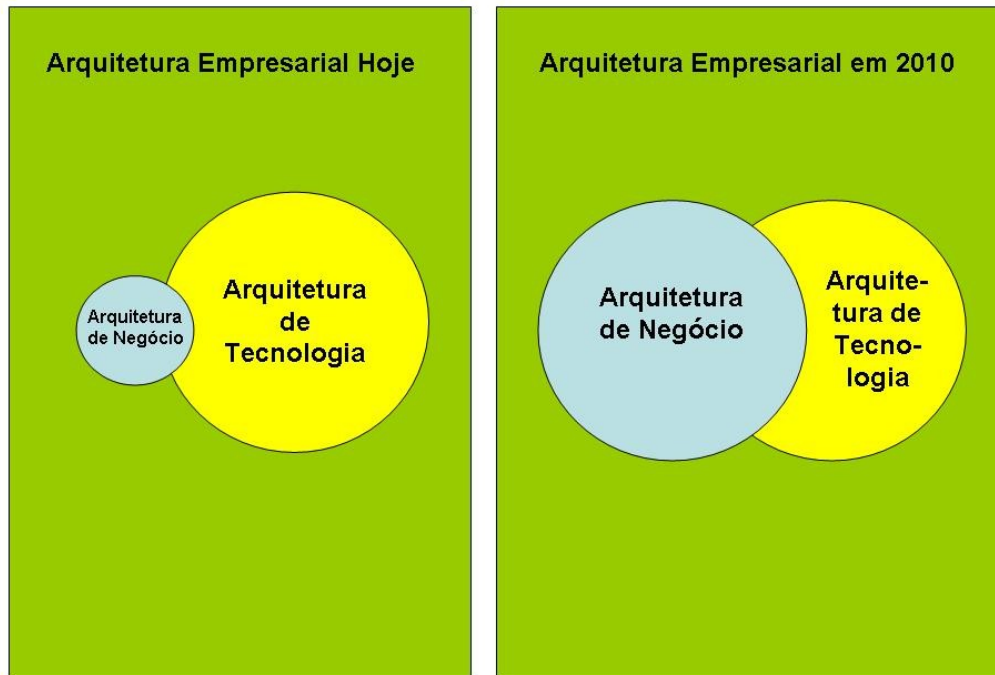 Arquitetura Empresarial Hoje
Arquitetura
de Negócio
Arquitetura
de
Tecnologia
Arquitetura Empresarial em 2010
Arquitetura
de Negócio
Arquite-
tura de
Tecno-
logia